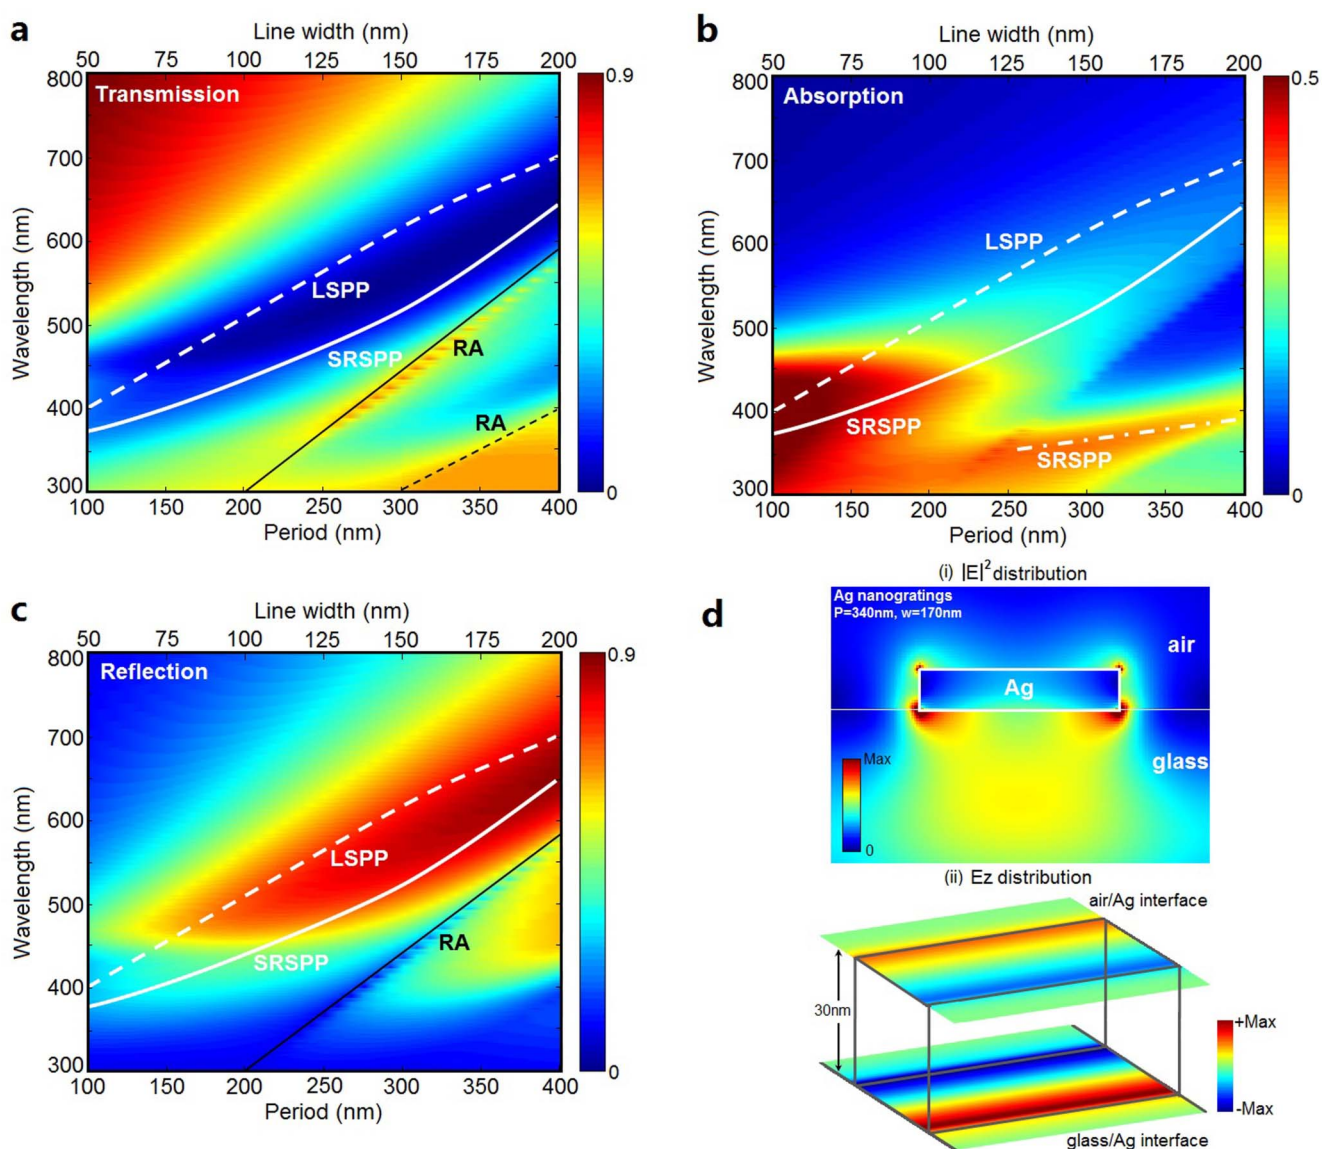 a
Line width (nm)
50 75 100 125 150 175 200
Transmission
Wavelength (nm)
800
700
600
500
400
300
LSPP
SRSPP
RA
RA
0.9
0
100 150 200 250 300 350 400
Period (nm)
b
Line width (nm)
50 75 100 125 150 175 200
Absorption
Wavelength (nm)
800
700
600
500
400
300
LSPP
SRSPP
SRSPP
0.5
0
100 150 200 250 300 350 400
Period (nm)
c
Line width (nm)
50 75 100 125 150 175 200
Reflection
Wavelength (nm)
800
700
600
500
400
300
LSPP
SRSPP
RA
0.9
0
100 150 200 250 300 350 400
Period (nm)
d
(i) |E|² distribution
Ag nanogratings
P=340nm, w=170nm
air
Ag
glass
Max
0
(ii) Ez distribution
air/Ag interface
30nm
+Max
-Max
glass/Ag interface